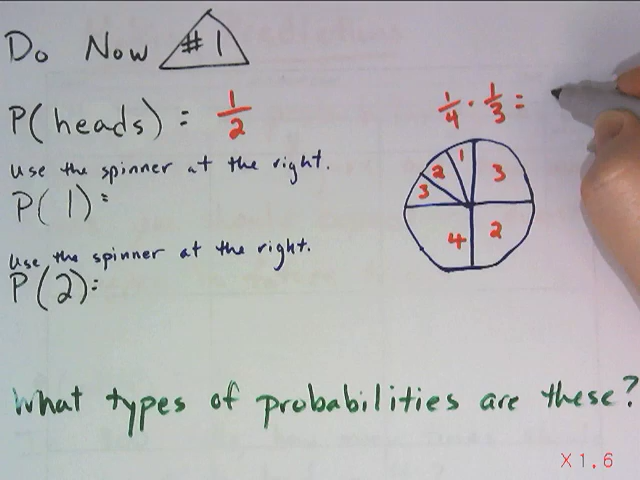 Do Now #1
P(heads) = 1/2
Use the spinner at the right.
P(1) =
Use the spinner at the right.
P(2) =
1/4 · 1/3 =
1
2
3
3
4
2
What types of probabilities are these?
X1.6